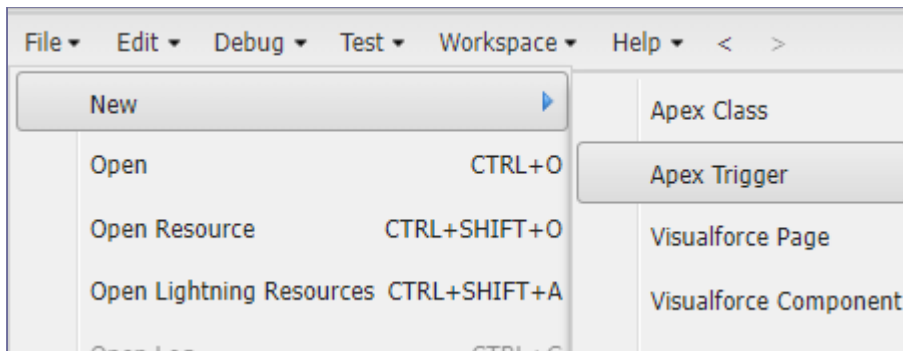 File Edit Debug Test Workspace Help < >
New
Apex Class
Open CTRL+O
Apex Trigger
Open Resource CTRL+SHIFT+O
Visualforce Page
Open Lightning Resources CTRL+SHIFT+A
Visualforce Component